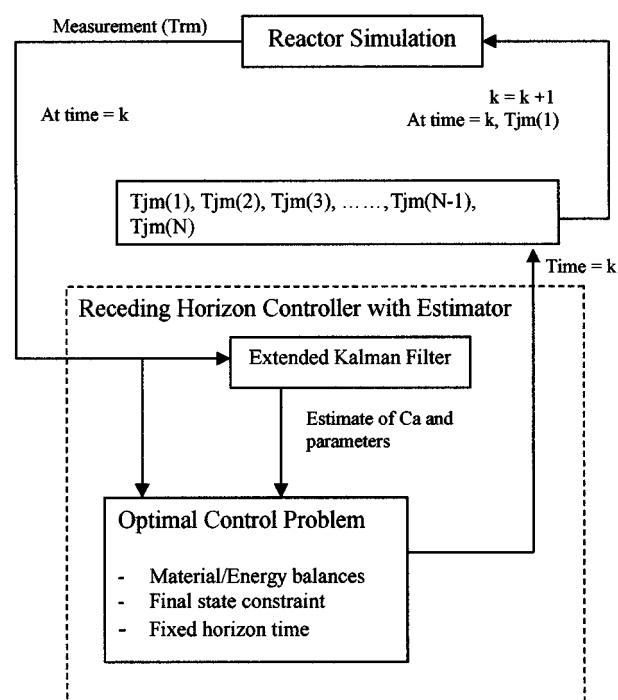 Measurement (Trm)
Reactor Simulation
At time = k
k = k +1
At time = k, Tjm(1)
Tjm(1), Tjm(2), Tjm(3), ……, Tjm(N-1),
Tjm(N)
Time = k
Receding Horizon Controller with Estimator
Extended Kalman Filter
Estimate of Ca and
parameters
Optimal Control Problem
- Material/Energy balances
- Final state constraint
- Fixed horizon time